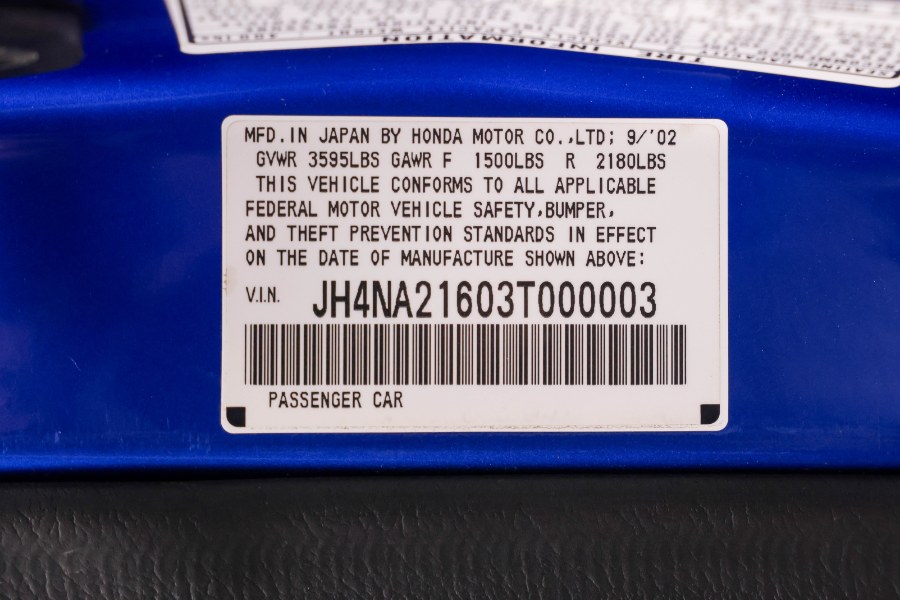 TIRE INFORMATION
MFD.IN JAPAN BY HONDA MOTOR CO.,LTD; 9/'02
GVWR 3595LBS GAWR F 1500LBS R 2180LBS
THIS VEHICLE CONFORMS TO ALL APPLICABLE
FEDERAL MOTOR VEHICLE SAFETY,BUMPER,
AND THEFT PREVENTION STANDARDS IN EFFECT
ON THE DATE OF MANUFACTURE SHOWN ABOVE:
V.I.N. JH4NA21603T000003
PASSENGER CAR